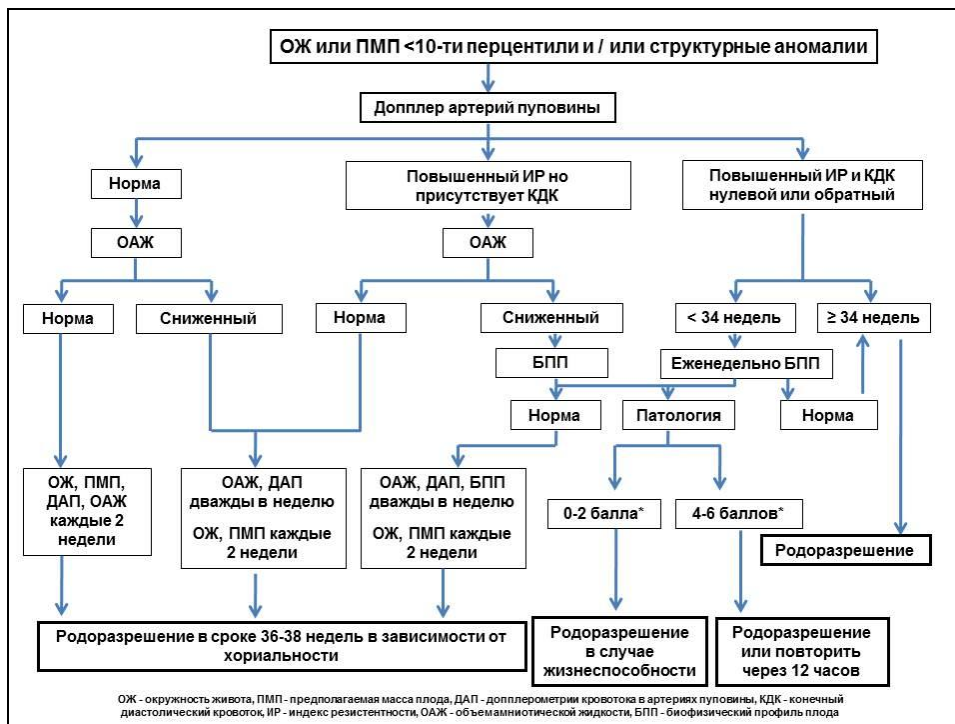 ОЖ или ПМП <10-ти перцентили и / или структурные аномалии
Допплер артерий пуповины
Норма
Повышенный ИР но
присутствует КДК
Повышенный ИР и КДК
нулевой или обратный
ОАЖ
ОАЖ
Норма
Сниженный
Норма
Сниженный
< 34 недель
≥ 34 недель
БПП
Еженедельно БПП
Норма
Патология
Норма
ОЖ, ПМП,
ДАП, ОАЖ
каждые 2
недели
ОАЖ, ДАП
дважды в неделю
ОЖ, ПМП каждые
2 недели
ОАЖ, ДАП, БПП
дважды в неделю
ОЖ, ПМП каждые
2 недели
0-2 балла*
4-6 баллов*
Родоразрешение
Родоразрешение в сроке 36-38 недель в зависимости от
хориальности
Родоразрешение
в случае
жизнеспособности
Родоразрешение
или повторить
через 12 часов
ОЖ - окружность живота, ПМП - предполагаемая масса плода, ДАП - допплерометрии кровотока в артериях пуповины, КДК - конечный
диастолический кровоток, ИР - индекс резистентности, ОАЖ - объем амниотической жидкости, БПП - биофизический профиль плода